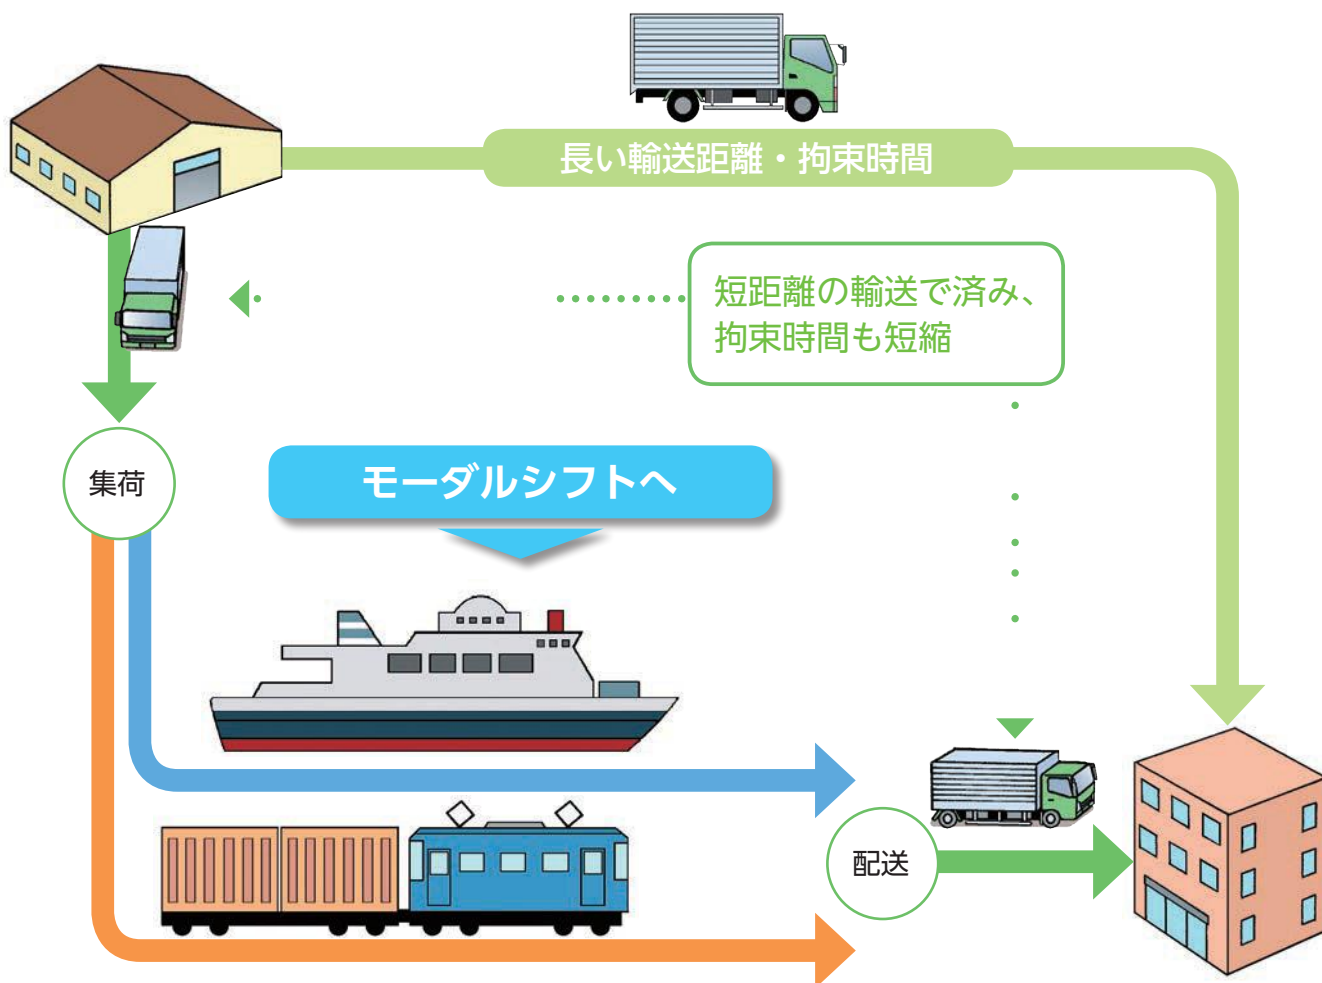 長い輸送距離・拘束時間
短距離の輸送で済み、
拘束時間も短縮
集荷
モーダルシフトへ
配送